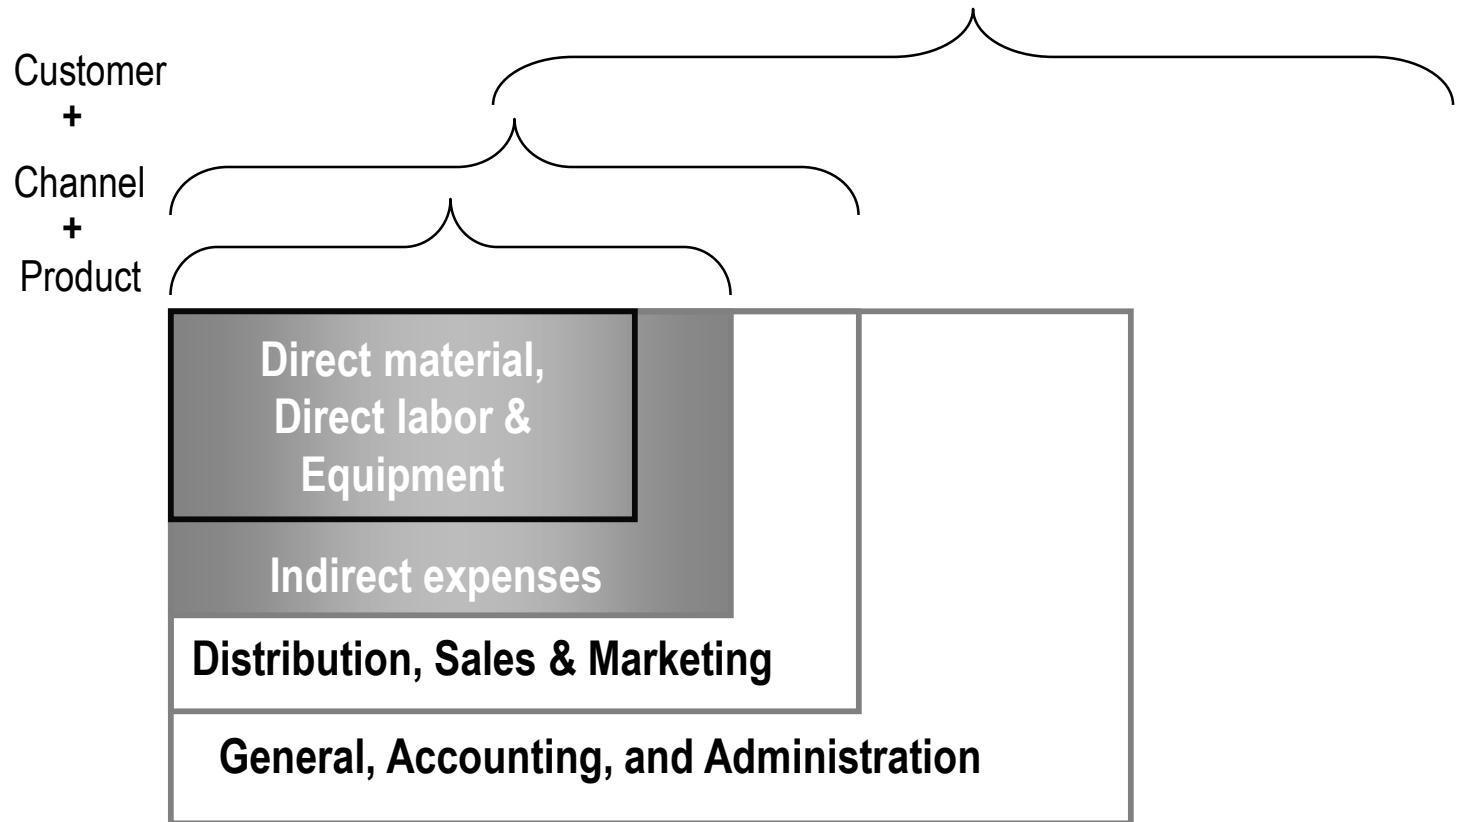 Customer
+
Channel
+
Product
Direct material,
Direct labor &
Equipment
Indirect expenses
Distribution, Sales & Marketing
General, Accounting, and Administration